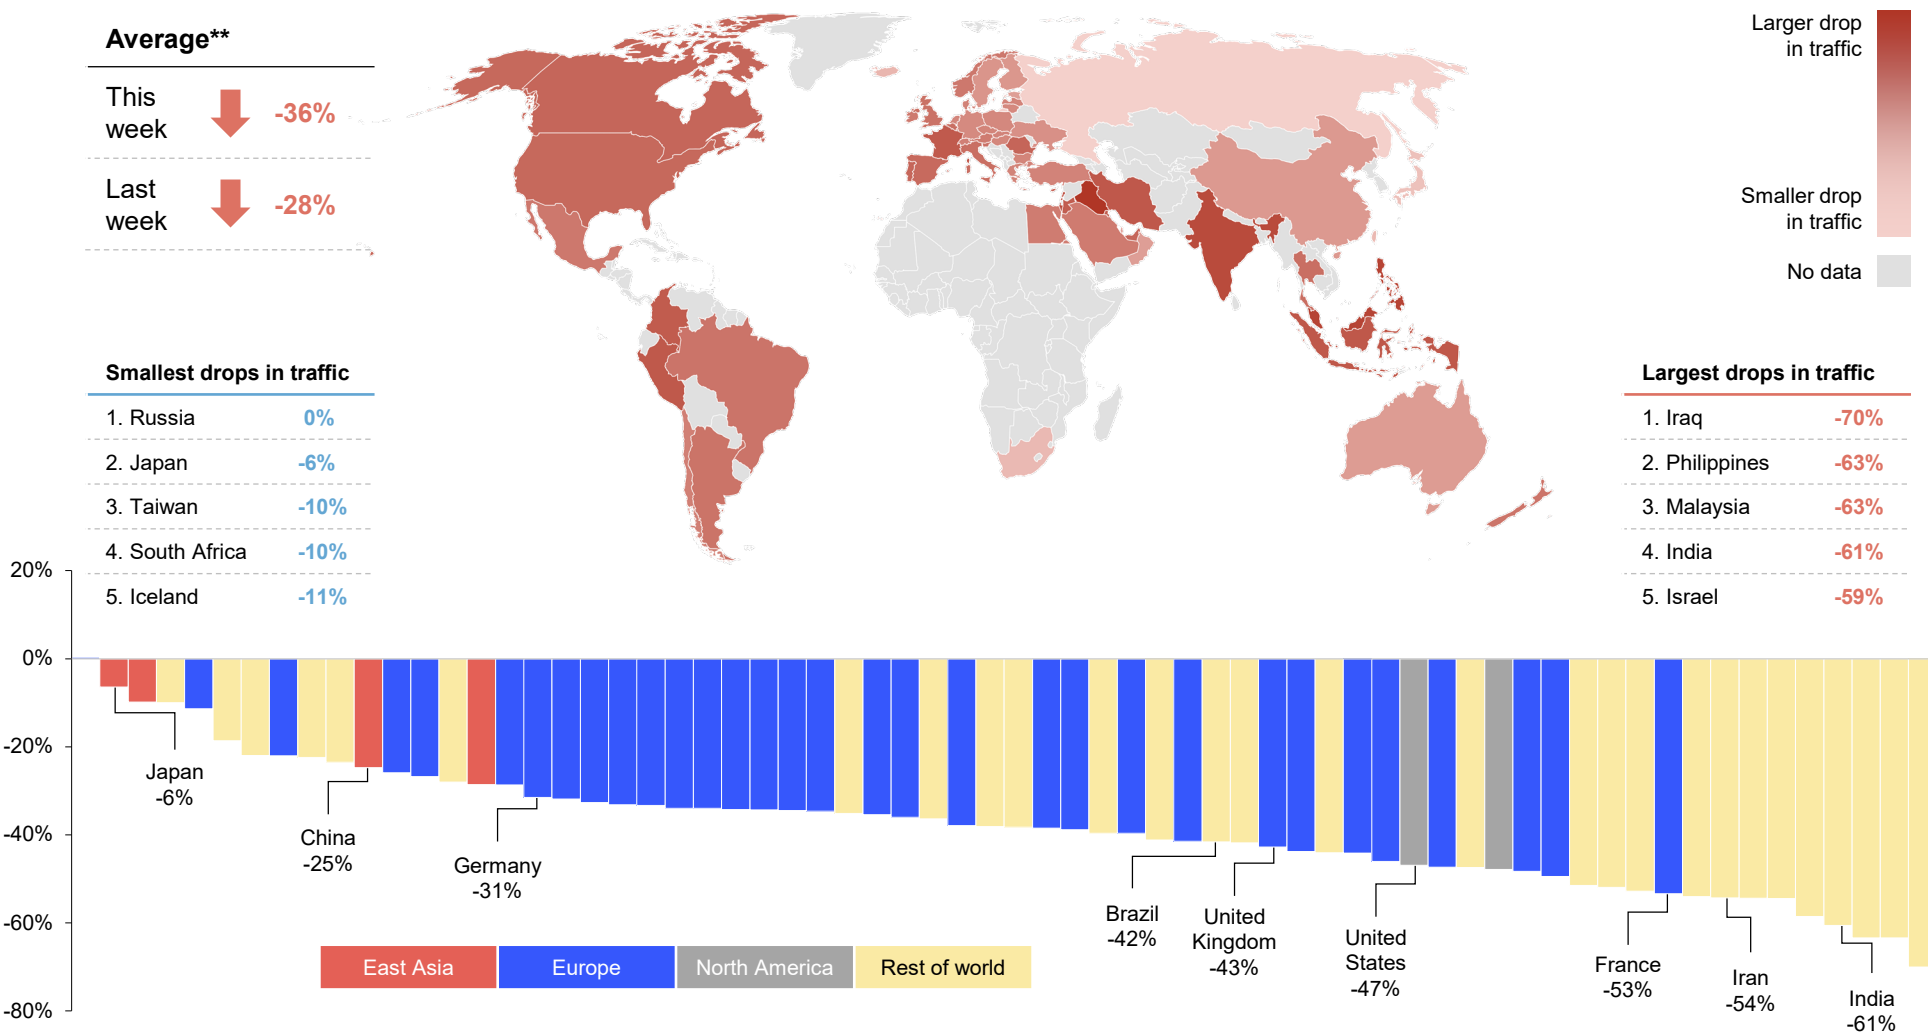 Average**
This
week
-36%
Last
week
-28%
Larger drop
in traffic
Smaller drop
in traffic
No data
Smallest drops in traffic
1. Russia 0%
2. Japan -6%
3. Taiwan -10%
4. South Africa -10%
5. Iceland -11%
Largest drops in traffic
1. Iraq -70%
2. Philippines -63%
3. Malaysia -63%
4. India -61%
5. Israel -59%
20%
0%
-20%
-40%
-60%
-80%
Japan
-6%
China
-25%
Germany
-31%
Brazil
-42%
United
Kingdom
-43%
United
States
-47%
France
-53%
Iran
-54%
India
-61%
East Asia
Europe
North America
Rest of world